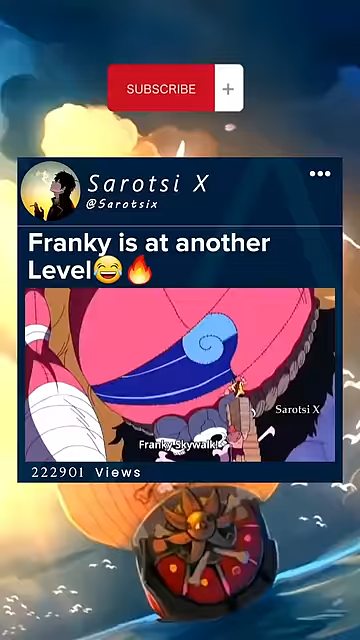 SUBSCRIBE +
Sarotsi X
@Sarotsix
Franky is at another
Level😂🔥
Sarotsi X
Franky Skywalk!
222901 Views